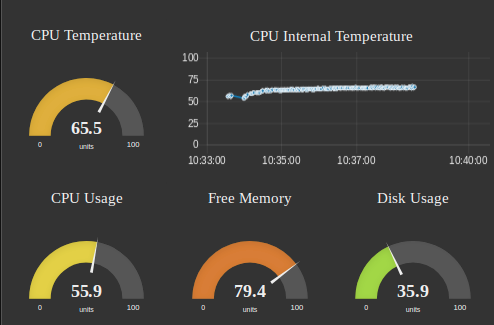 CPU Temperature
65.5
0 units 100
CPU Internal Temperature
100
75
50
25
0
10:33:00 10:35:00 10:37:00 10:40:00
CPU Usage
55.9
0 units 100
Free Memory
79.4
0 units 100
Disk Usage
35.9
0 units 100